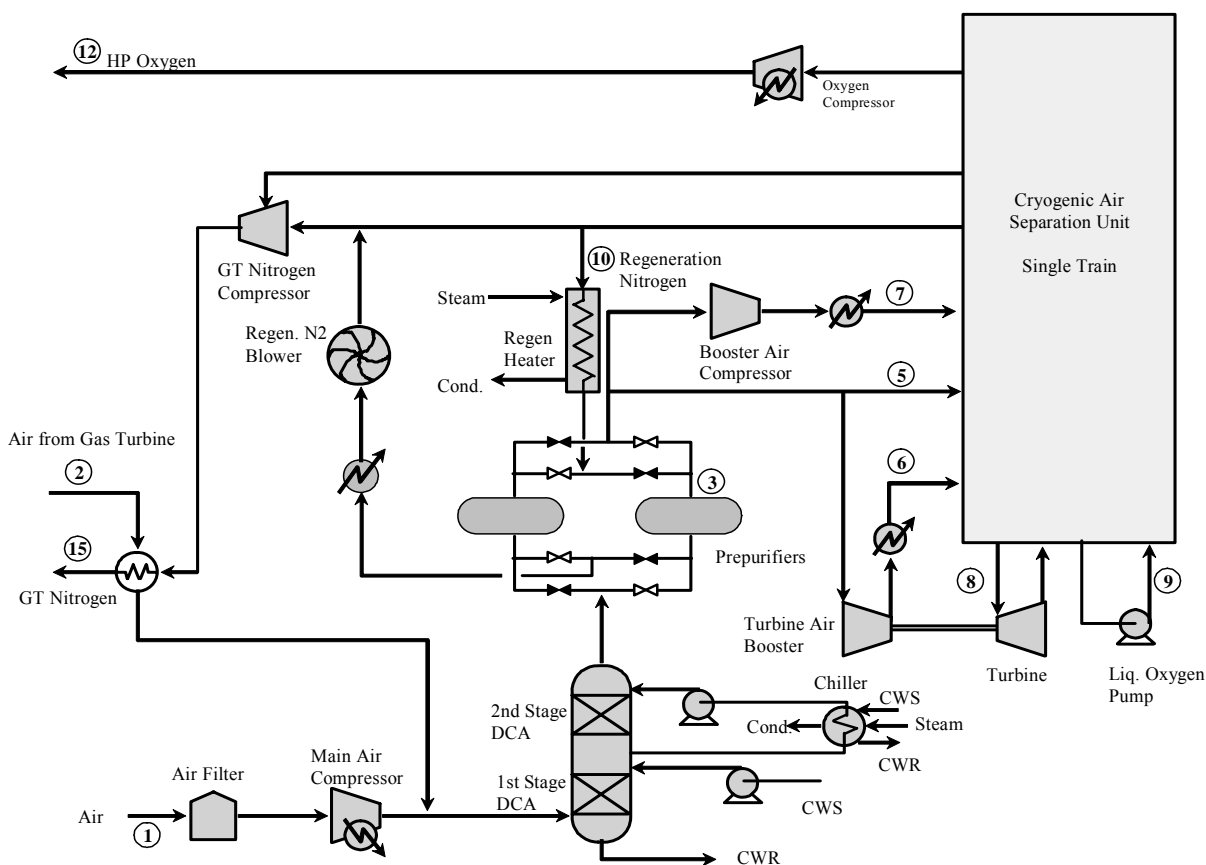 12
HP Oxygen
Oxygen
Compressor
Cryogenic Air
Separation Unit
Single Train
GT Nitrogen
Compressor
10
Regeneration
Nitrogen
Steam
Regen
Heater
Cond.
7
Booster Air
Compressor
5
Regen. N2
Blower
Air from Gas Turbine
2
6
3
Prepurifiers
15
GT Nitrogen
8
9
Turbine Air
Booster
Turbine
Liq. Oxygen
Pump
2nd Stage
DCA
Chiller
CWS
Cond.
Steam
CWR
1st Stage
DCA
CWS
Air Filter
Main Air
Compressor
Air
1
CWR